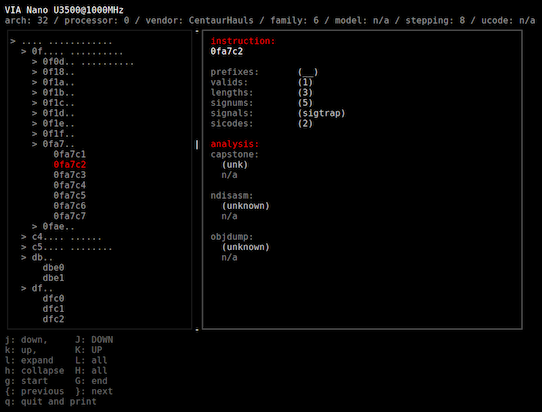 VIA Nano U3500@1000MHz
arch: 32 / processor: 0 / vendor: CentaurHauls / family: 6 / model: n/a / stepping: 8 / ucode: n/a
> .... ............
> 0f.... ..........
> 0f0d.. ..........
> 0f18..
> 0f1a..
> 0f1b..
> 0f1c..
> 0f1d..
> 0f1e..
> 0f1f..
> 0fa7..
0fa7c1
0fa7c2
0fa7c3
0fa7c4
0fa7c5
0fa7c6
0fa7c7
> 0fae..
> c4.... ......
> c5.... ........
> db..
dbe0
dbe1
> df..
dfc0
dfc1
dfc2
instruction:
0fa7c2
prefixes: (__)
valids: (1)
lengths: (3)
signums: (5)
signals: (sigtrap)
sicodes: (2)
analysis:
capstone:
(unk)
n/a
ndisasm:
(unknown)
n/a
objdump:
(unknown)
n/a
j: down, J: DOWN
k: up, K: UP
l: expand L: all
h: collapse H: all
g: start G: end
{: previous }: next
q: quit and print